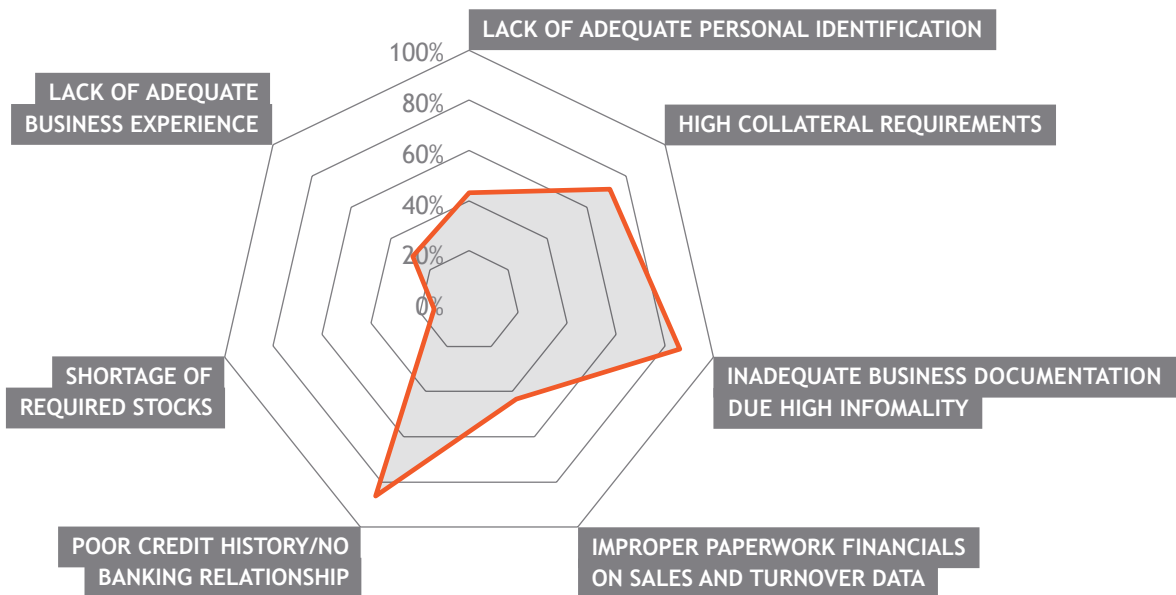 LACK OF ADEQUATE PERSONAL IDENTIFICATION
100%
LACK OF ADEQUATE
BUSINESS EXPERIENCE
80%
HIGH COLLATERAL REQUIREMENTS
60%
40%
20%
0%
SHORTAGE OF
REQUIRED STOCKS
INADEQUATE BUSINESS DOCUMENTATION
DUE HIGH INFOMALITY
POOR CREDIT HISTORY/NO
BANKING RELATIONSHIP
IMPROPER PAPERWORK FINANCIALS
ON SALES AND TURNOVER DATA